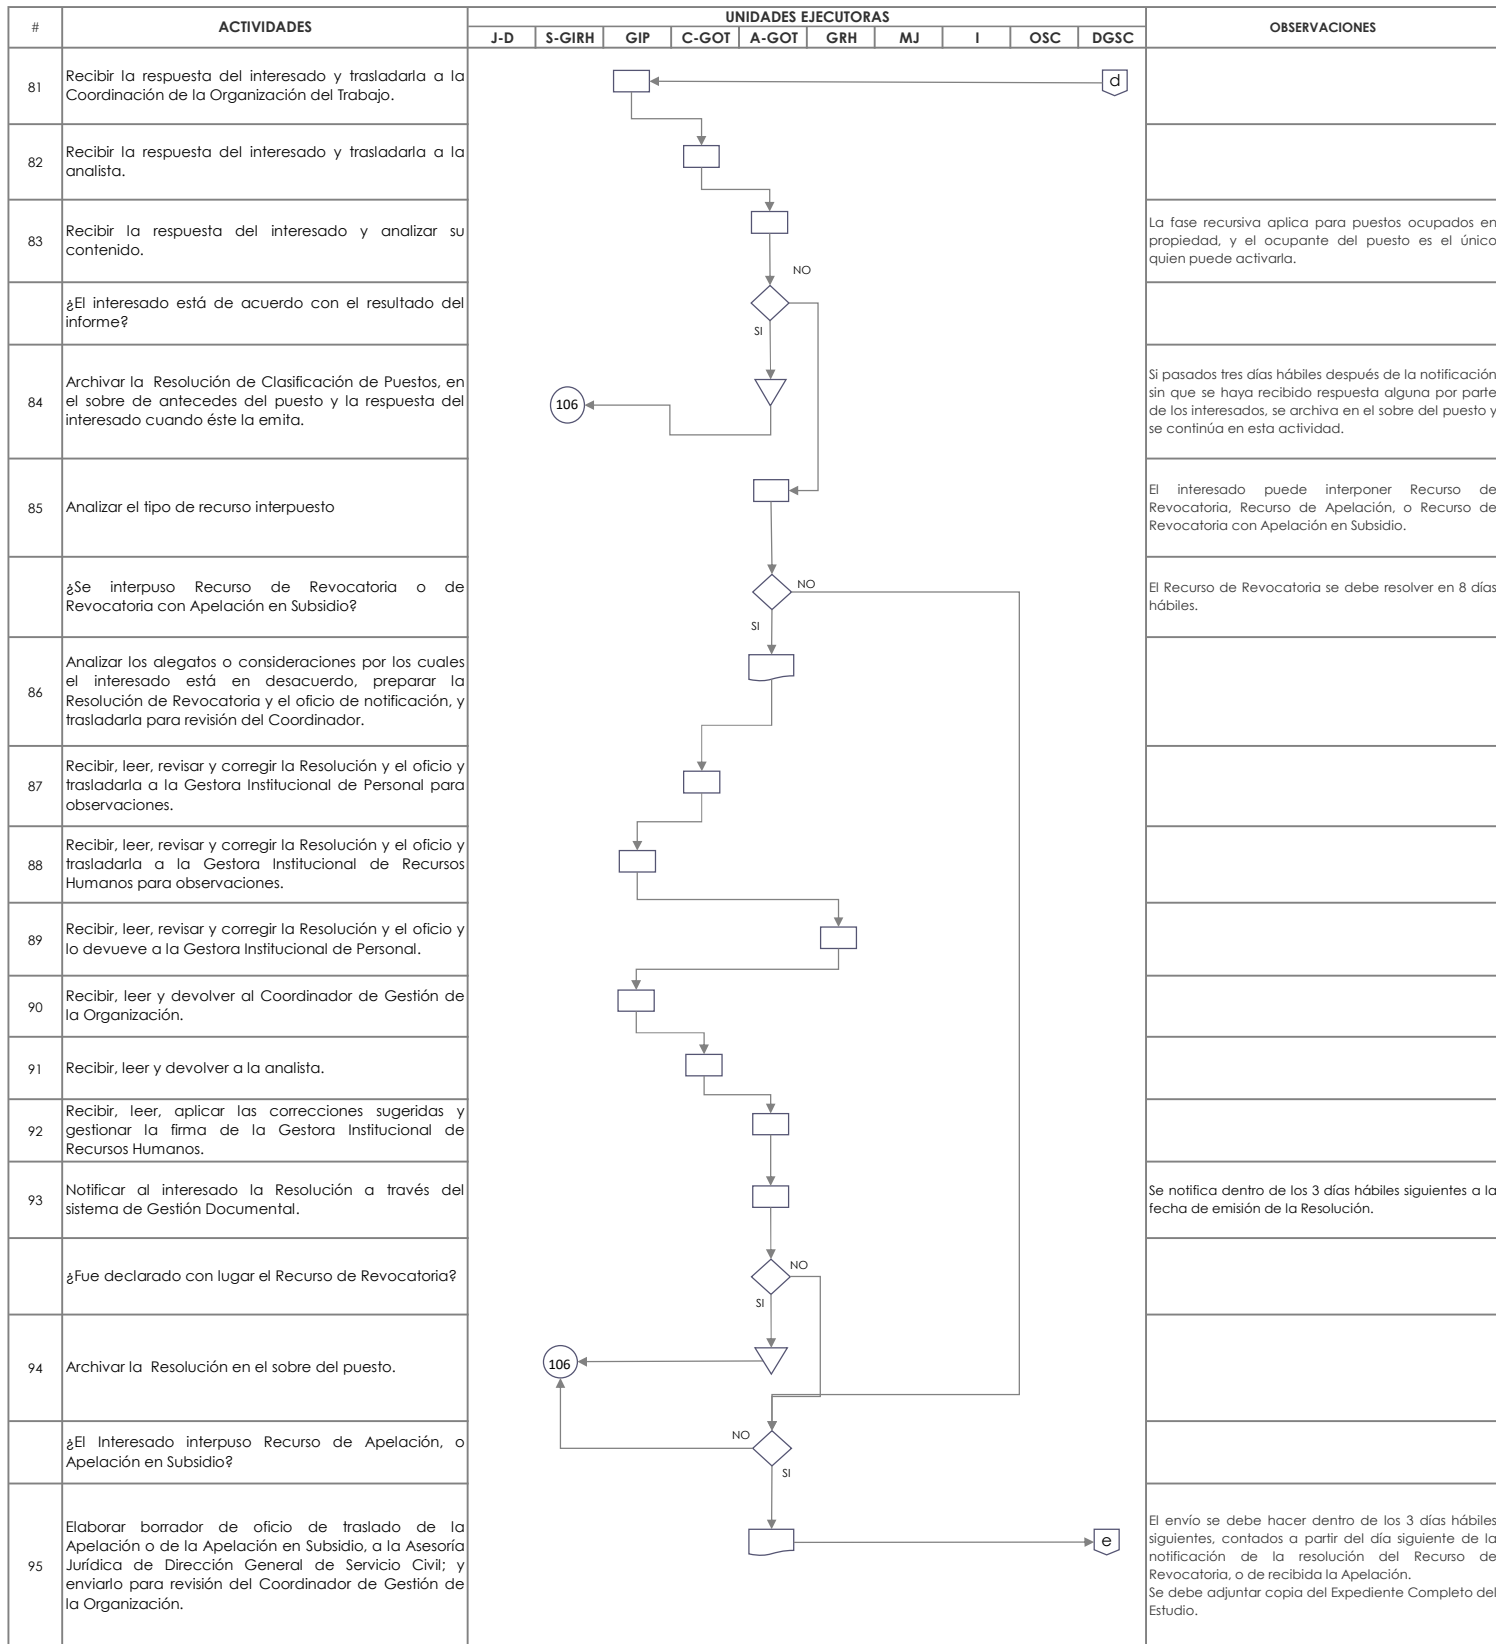 #
ACTIVIDADES
UNIDADES EJECUTORAS
OBSERVACIONES
J-D S-GIRH GIP C-GOT A-GOT GRH MJ I OSC DGSC
81
Recibir la respuesta del interesado y trasladarla a la
Coordinación de la Organización del Trabajo.
d
82
Recibir la respuesta del interesado y trasladarla a la
analista.
83
Recibir la respuesta del interesado y analizar su
contenido.
La fase recursiva aplica para puestos ocupados en
propiedad, y el ocupante del puesto es el único
quien puede activarla.
NO
¿El interesado está de acuerdo con el resultado del
informe?
SI
84
Archivar la Resolución de Clasificación de Puestos, en
el sobre de antecedes del puesto y la respuesta del
interesado cuando éste la emita.
106
Si pasados tres días hábiles después de la notificación
sin que se haya recibido respuesta alguna por parte
de los interesados, se archiva en el sobre del puesto y
se continúa en esta actividad.
85
Analizar el tipo de recurso interpuesto
El interesado puede interponer Recurso de
Revocatoria, Recurso de Apelación, o Recurso de
Revocatoria con Apelación en Subsidio.
¿Se interpuso Recurso de Revocatoria o de
Revocatoria con Apelación en Subsidio?
NO
SI
El Recurso de Revocatoria se debe resolver en 8 días
hábiles.
86
Analizar los alegatos o consideraciones por los cuales
el interesado está en desacuerdo, preparar la
Resolución de Revocatoria y el oficio de notificación, y
trasladarla para revisión del Coordinador.
87
Recibir, leer, revisar y corregir la Resolución y el oficio y
trasladarla a la Gestora Institucional de Personal para
observaciones.
88
Recibir, leer, revisar y corregir la Resolución y el oficio y
trasladarla a la Gestora Institucional de Recursos
Humanos para observaciones.
89
Recibir, leer, revisar y corregir la Resolución y el oficio y
lo devueve a la Gestora Institucional de Personal.
90
Recibir, leer y devolver al Coordinador de Gestión de
la Organización.
91
Recibir, leer y devolver a la analista.
92
Recibir, leer, aplicar las correcciones sugeridas y
gestionar la firma de la Gestora Institucional de
Recursos Humanos.
93
Notificar al interesado la Resolución a través del
sistema de Gestión Documental.
Se notifica dentro de los 3 días hábiles siguientes a la
fecha de emisión de la Resolución.
¿Fue declarado con lugar el Recurso de Revocatoria?
NO
SI
94
Archivar la Resolución en el sobre del puesto.
106
¿El Interesado interpuso Recurso de Apelación, o
Apelación en Subsidio?
NO
SI
95
Elaborar borrador de oficio de traslado de la
Apelación o de la Apelación en Subsidio, a la Asesoría
Jurídica de Dirección General de Servicio Civil; y
enviarlo para revisión del Coordinador de Gestión de
la Organización.
e
El envío se debe hacer dentro de los 3 días hábiles
siguientes, contados a partir del día siguiente de la
notificación de la resolución del Recurso de
Revocatoria, o de recibida la Apelación.
Se debe adjuntar copia del Expediente Completo del
Estudio.